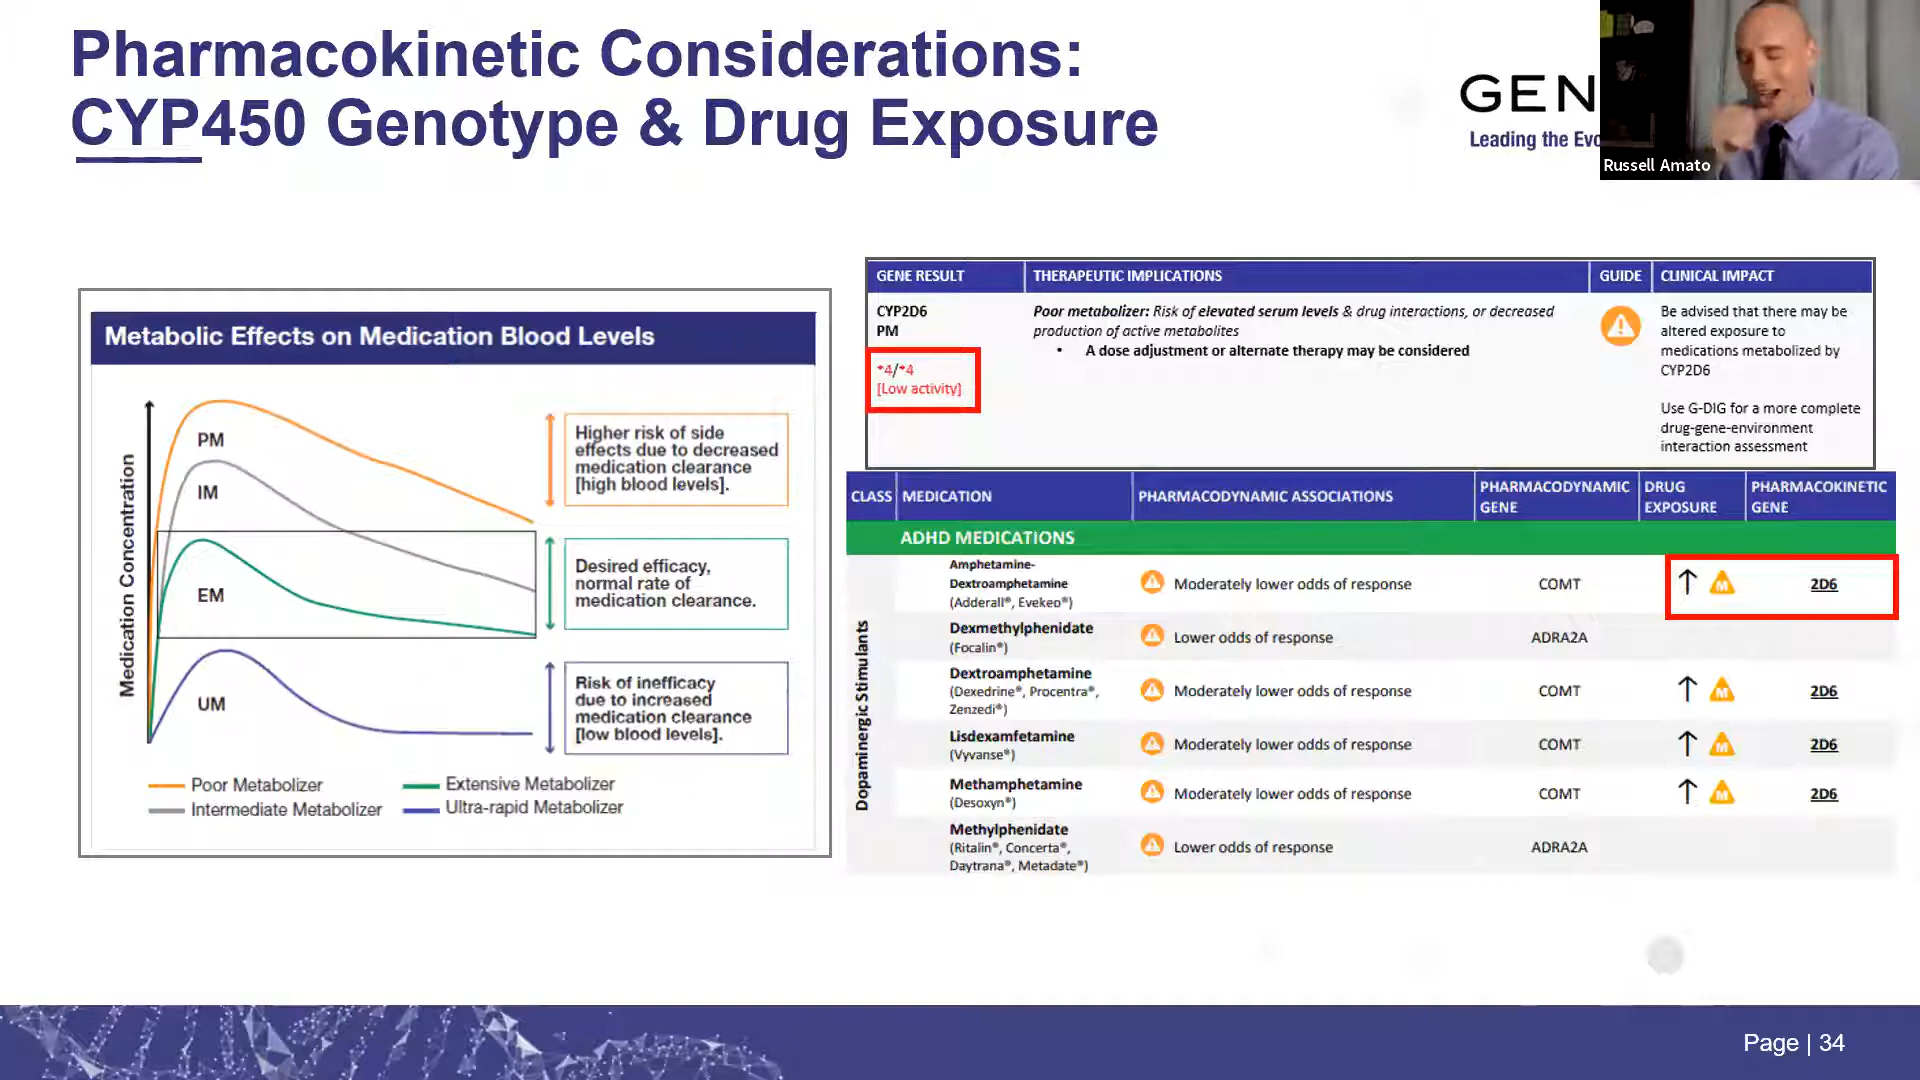 Pharmacokinetic Considerations:
CYP450 Genotype & Drug Exposure
GEN
Leading the Evo
Russell Amato
Metabolic Effects on Medication Blood Levels
Medication Concentration
PM
IM
EM
UM
Higher risk of side
effects due to decreased
medication clearance
[high blood levels].
Desired efficacy,
normal rate of
medication clearance.
Risk of inefficacy
due to increased
medication clearance
[low blood levels].
Poor Metabolizer
Extensive Metabolizer
Intermediate Metabolizer
Ultra-rapid Metabolizer
GENE RESULT THERAPEUTIC IMPLICATIONS GUIDE CLINICAL IMPACT
CYP2D6
PM
*4/*4
[Low activity]
Poor metabolizer: Risk of elevated serum levels & drug interactions, or decreased
production of active metabolites
• A dose adjustment or alternate therapy may be considered
Be advised that there may be
altered exposure to
medications metabolized by
CYP2D6
Use G-DIG for a more complete
drug-gene-environment
interaction assessment
CLASS MEDICATION PHARMACODYNAMIC ASSOCIATIONS PHARMACODYNAMIC GENE DRUG EXPOSURE PHARMACOKINETIC GENE
ADHD MEDICATIONS
Dopaminergic Stimulants
Amphetamine-
Dextroamphetamine
(Adderall®, Evekeo®)
Moderately lower odds of response COMT ↑ M 2D6
Dexmethylphenidate
(Focalin®)
Lower odds of response ADRA2A
Dextroamphetamine
(Dexedrine®, Procentra®,
Zenzedi®)
Moderately lower odds of response COMT ↑ M 2D6
Lisdexamfetamine
(Vyvanse®)
Moderately lower odds of response COMT ↑ M 2D6
Methamphetamine
(Desoxyn®)
Moderately lower odds of response COMT ↑ M 2D6
Methylphenidate
(Ritalin®, Concerta®,
Daytrana®, Metadate®)
Lower odds of response ADRA2A
Page | 34